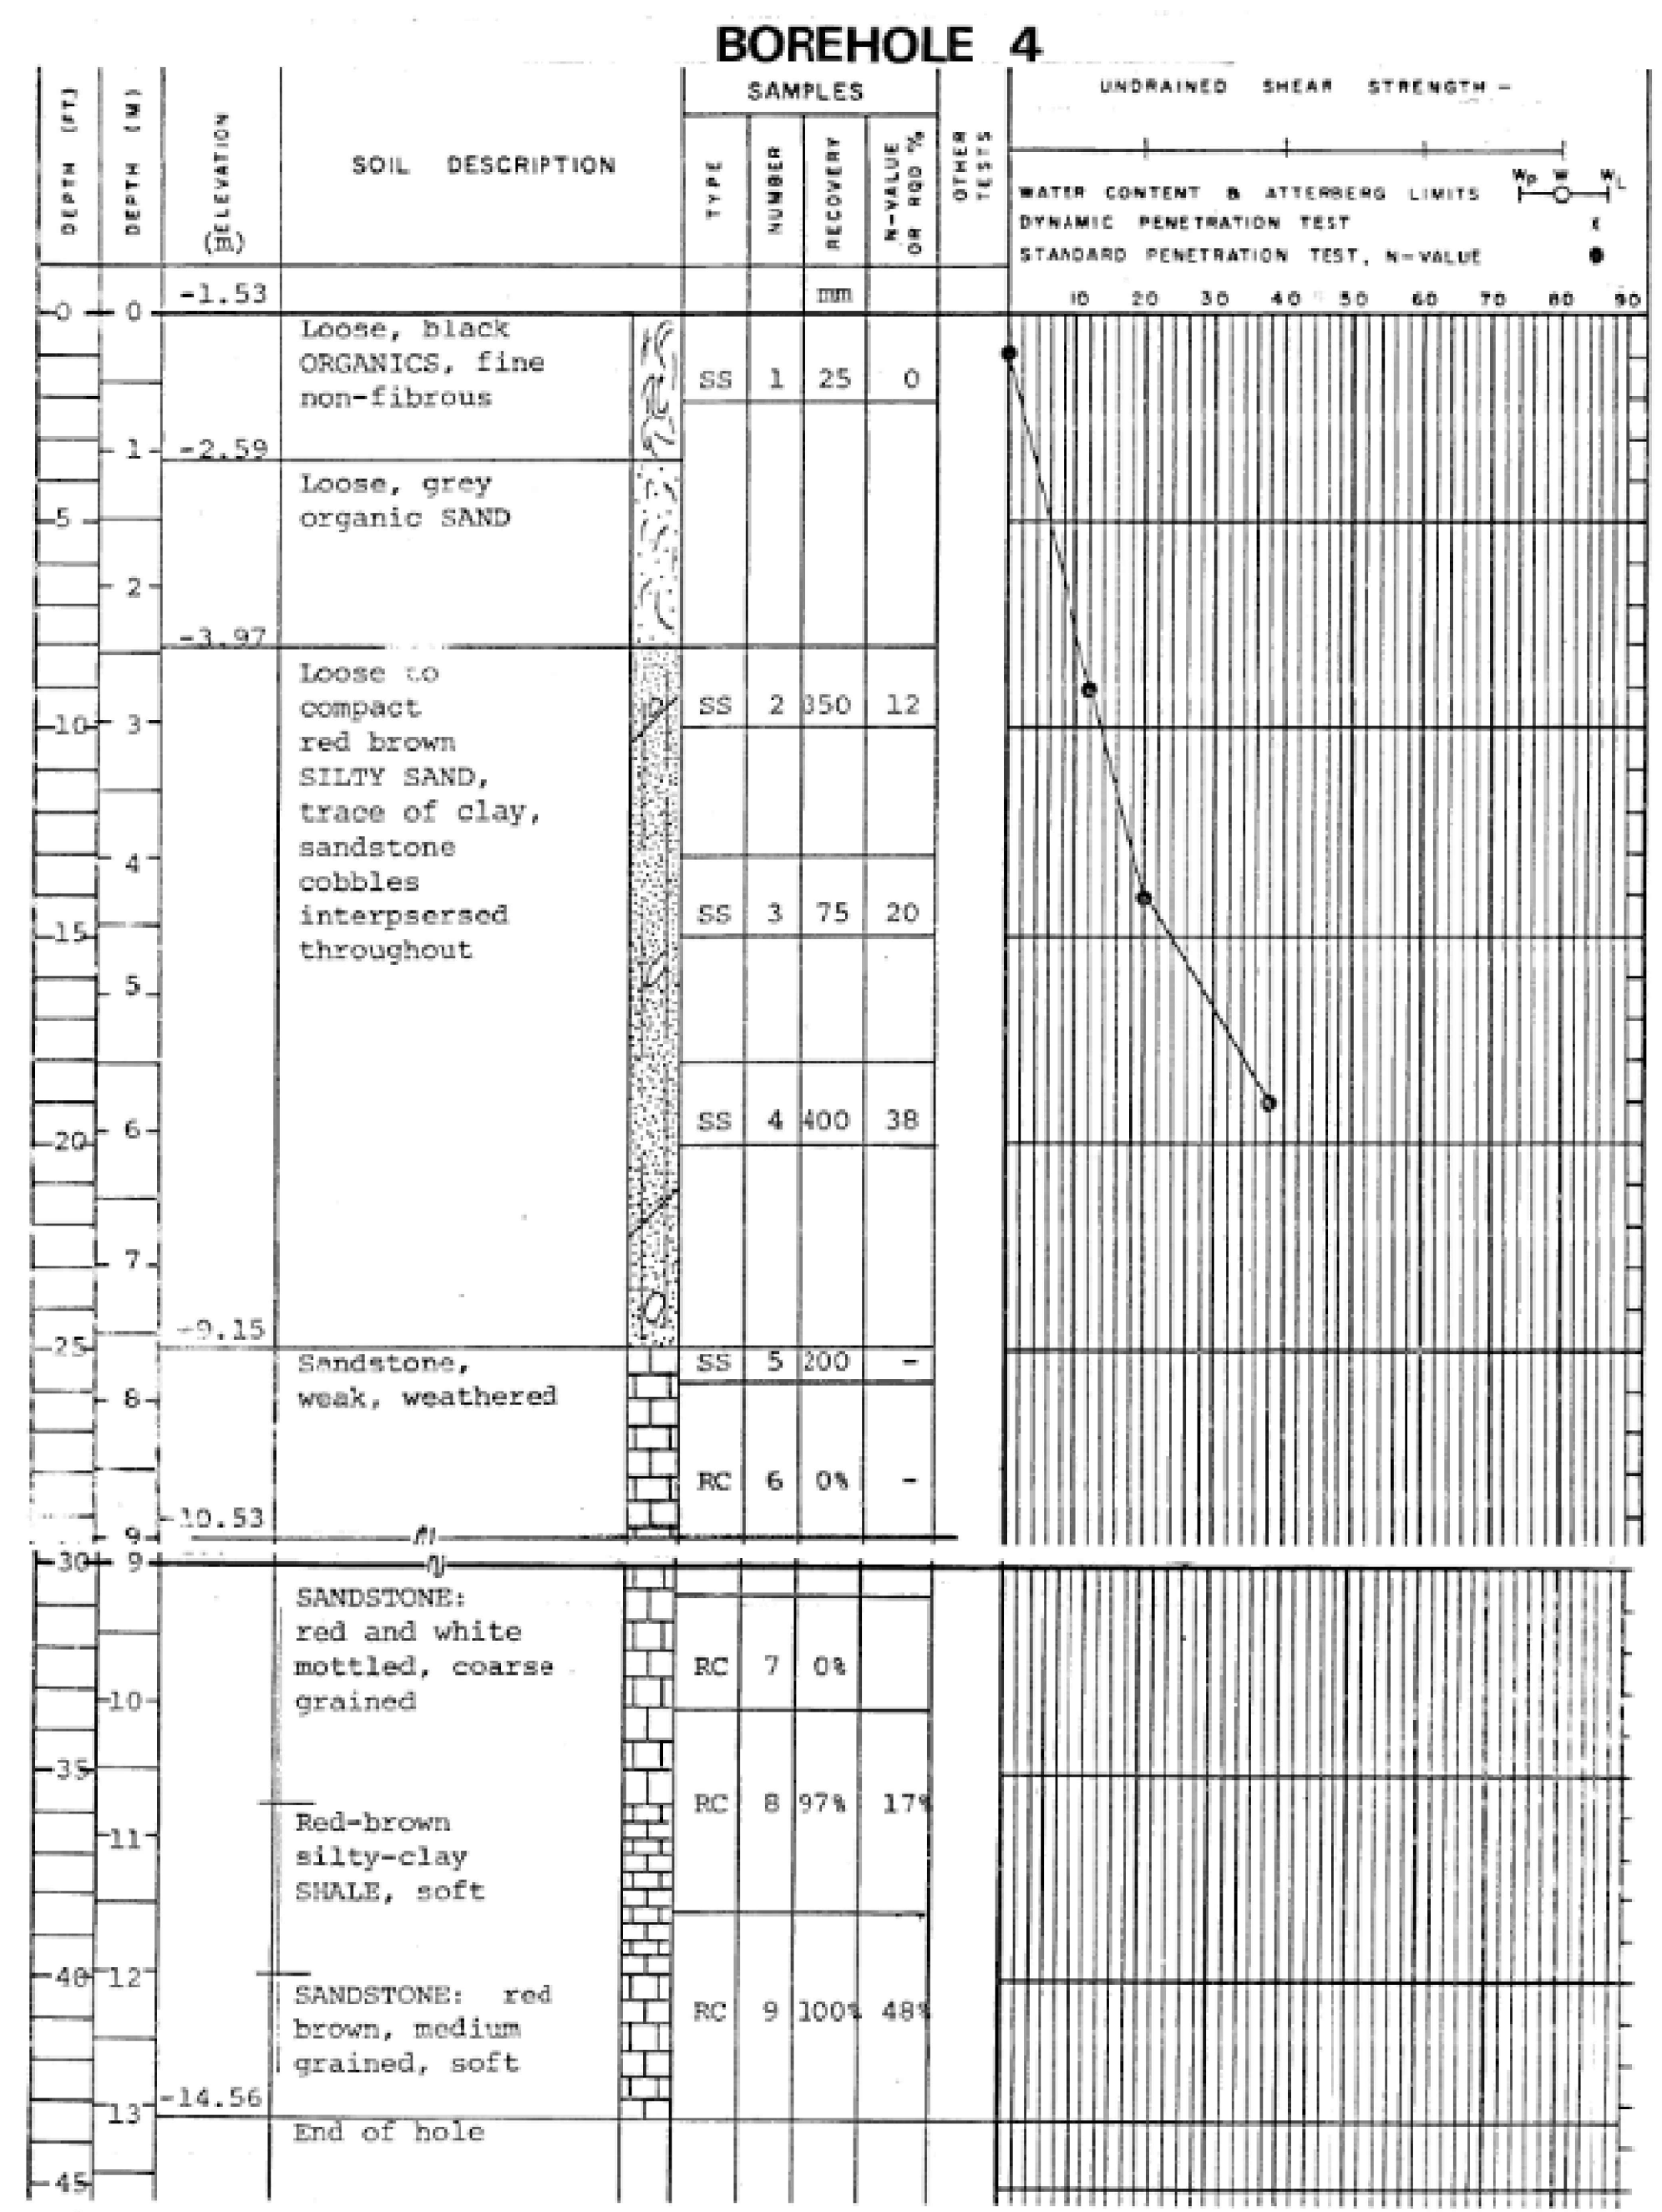 BOREHOLE 4
DEPTH (FT)
DEPTH (M)
ELEVATION
(m)
SOIL DESCRIPTION
SAMPLES
TYPE
NUMBER
RECOVERY
N-VALUE
OR RQD %
OTHER
TESTS
UNDRAINED SHEAR STRENGTH -
WATER CONTENT & ATTERBERG LIMITS Wp W WL
DYNAMIC PENETRATION TEST
STANDARD PENETRATION TEST, N-VALUE
-1.53 mm 10 20 30 40 50 60 70 80 90
0 0
Loose, black
ORGANICS, fine
non-fibrous
SS 1 25 0
1 -2.59
Loose, grey
organic SAND
5
2
-3.97
Loose to
compact
red brown
SILTY SAND,
trace of clay,
sandstone
cobbles
interpsersed
throughout
SS 2 350 12
10 3
4
SS 3 75 20
15
5
SS 4 400 38
20 6
7
-9.15
25
Sandstone,
weak, weathered
SS 5 200 -
8
RC 6 0% -
-10.53
9
30 9
SANDSTONE:
red and white
mottled, coarse
grained
RC 7 0%
10
35
RC 8 97% 17%
Red-brown
silty-clay
SHALE, soft
11
40 12
SANDSTONE: red
brown, medium
grained, soft
RC 9 100% 48%
-14.56
13
End of hole
45